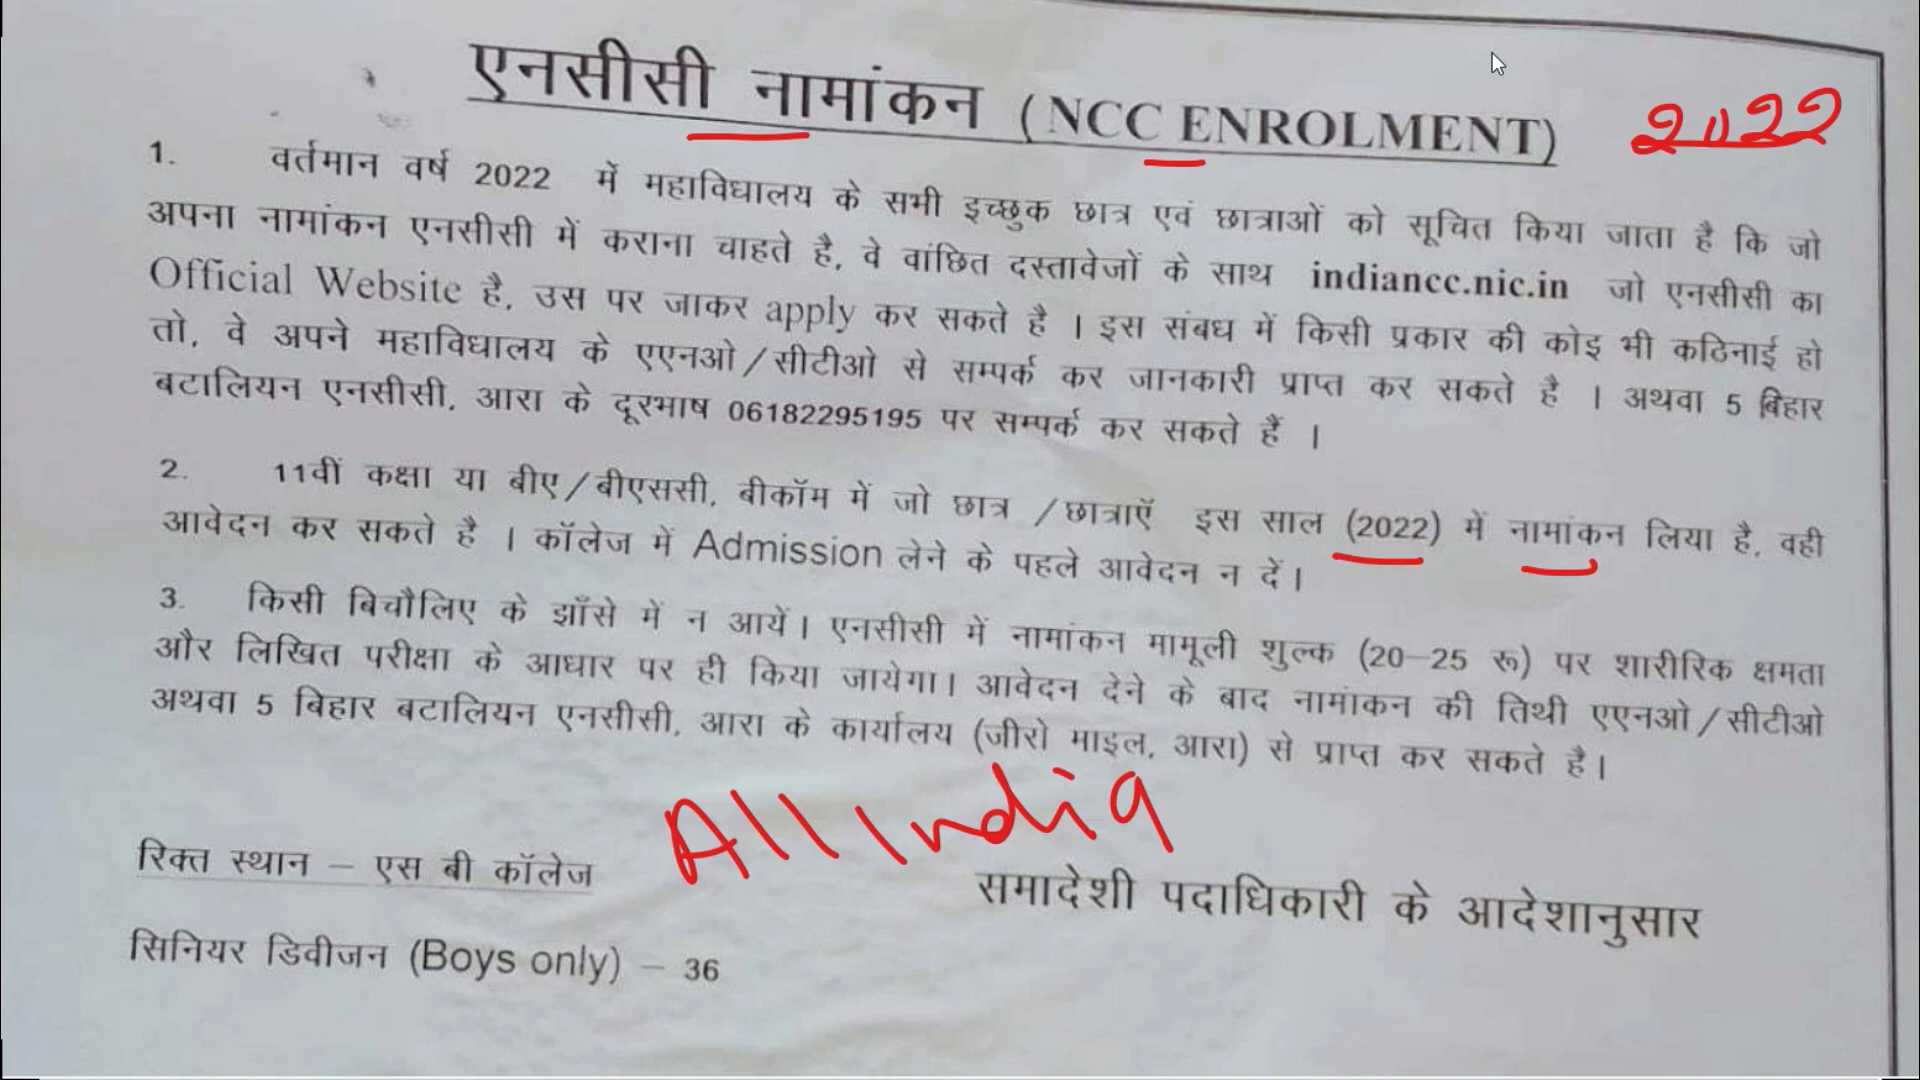 एनसीसी नामांकन (NCC ENROLMENT) 2022
1. वर्तमान वर्ष 2022 में महाविधालय के सभी इच्छुक छात्र एवं छात्राओं को सूचित किया जाता है कि जो
अपना नामांकन एनसीसी में कराना चाहते है, वे वांछित दस्तावेजों के साथ indiancc.nic.in जो एनसीसी का
Official Website है, उस पर जाकर apply कर सकते है । इस संबध में किसी प्रकार की कोइ भी कठिनाई हो
तो, वे अपने महाविधालय के एएनओ/सीटीओ से सम्पर्क कर जानकारी प्राप्त कर सकते है । अथवा 5 बिहार
बटालियन एनसीसी, आरा के दूरभाष 06182295195 पर सम्पर्क कर सकते हैं ।
2. 11वीं कक्षा या बीए/बीएससी, बीकॉम में जो छात्र /छात्राएँ इस साल (2022) में नामांकन लिया है, वही
आवेदन कर सकते है । कॉलेज में Admission लेने के पहले आवेदन न दें।
3. किसी बिचौलिए के झाँसे में न आयें। एनसीसी में नामांकन मामूली शुल्क (20–25 रू) पर शारीरिक क्षमता
और लिखित परीक्षा के आधार पर ही किया जायेगा। आवेदन देने के बाद नामांकन की तिथी एएनओ/सीटीओ
अथवा 5 बिहार बटालियन एनसीसी, आरा के कार्यालय (जीरो माइल, आरा) से प्राप्त कर सकते है।
All India
रिक्त स्थान – एस बी कॉलेज
समादेशी पदाधिकारी के आदेशानुसार
सिनियर डिवीजन (Boys only) – 36